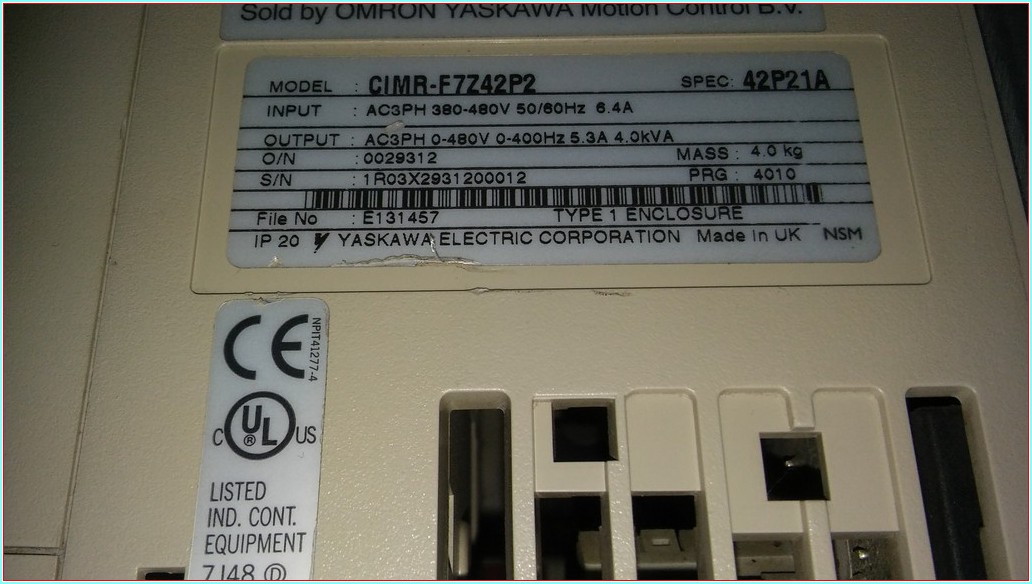 Sold by OMRON YASKAWA Motion Control B.V.
MODEL : CIMR-F7Z42P2 SPEC: 42P21A
INPUT : AC3PH 380-480V 50/60Hz 6.4A
OUTPUT : AC3PH 0-480V 0-400Hz 5.3A 4.0kVA
O/N : 0029312 MASS : 4.0 kg
S/N : 1R03X2931200012 PRG : 4010
File No : E131457 TYPE 1 ENCLOSURE
IP 20 YASKAWA ELECTRIC CORPORATION Made in UK NSM
CE
NPIT41277-4
C UL ® US
LISTED
IND. CONT.
EQUIPMENT
7J48 D